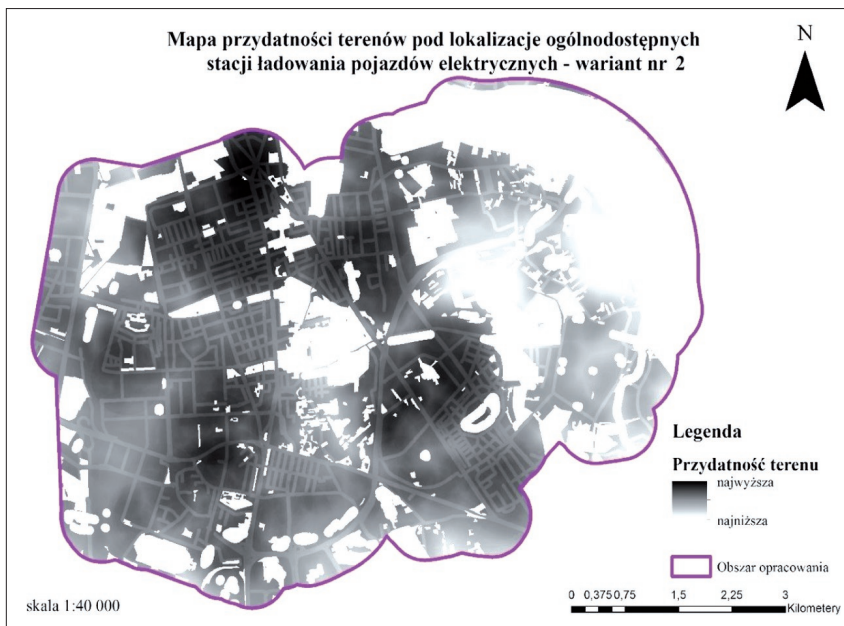 Mapa przydatności terenów pod lokalizacje ogólnodostępnych
stacji ładowania pojazdów elektrycznych - wariant nr 2
N
Legenda
Przydatność terenu
najwyższa
najniższa
Obszar opracowania
skala 1:40 000
0 0,375 0,75 1,5 2,25 3
Kilometery